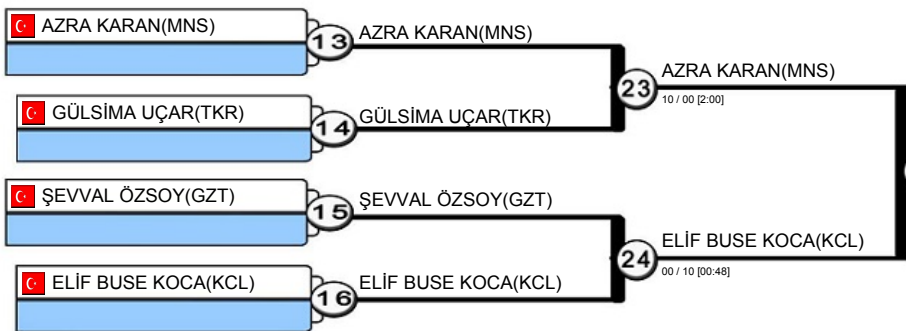 AZRA KARAN(MNS)
13
AZRA KARAN(MNS)
23
AZRA KARAN(MNS)
10 / 00 [2:00]
GÜLSİMA UÇAR(TKR)
14
GÜLSİMA UÇAR(TKR)
ŞEVVAL ÖZSOY(GZT)
15
ŞEVVAL ÖZSOY(GZT)
24
ELİF BUSE KOCA(KCL)
00 / 10 [00:48]
ELİF BUSE KOCA(KCL)
16
ELİF BUSE KOCA(KCL)